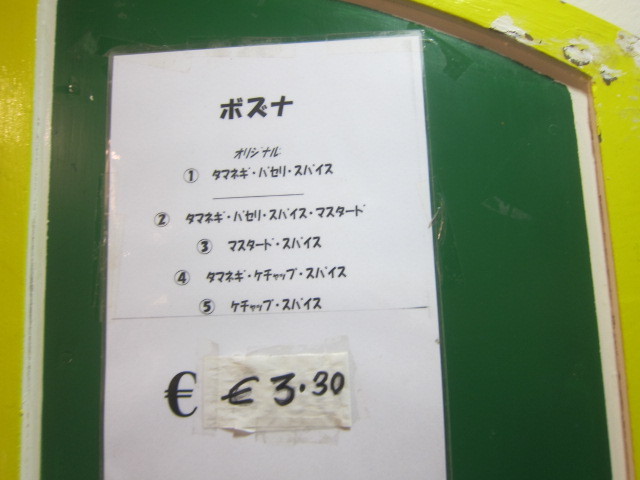 ボズナ
オリジナル
① タマネギ・パセリ・スパイス
② タマネギ・パセリ・スパイス・マスタード
③ マスタード・スパイス
④ タマネギ・ケチャップ・スパイス
⑤ ケチャップ・スパイス
€ € 3.30